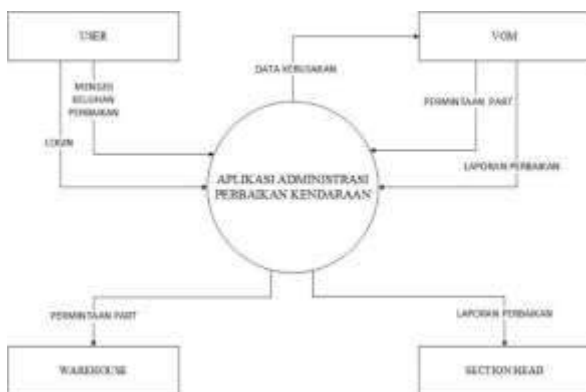 USER
VOM
DATA KERUSAKAN
MENGISI
KELUHAN
PERBAIKAN
PERMINTAAN PART
LOGIN
LAPORAN PERBAIKAN
APLIKASI ADMINISTRASI
PERBAIKAN KENDARAAN
PERMINTAAN PART
LAPORAN PERBAIKAN
WAREHOUSE
SECTION HEAD